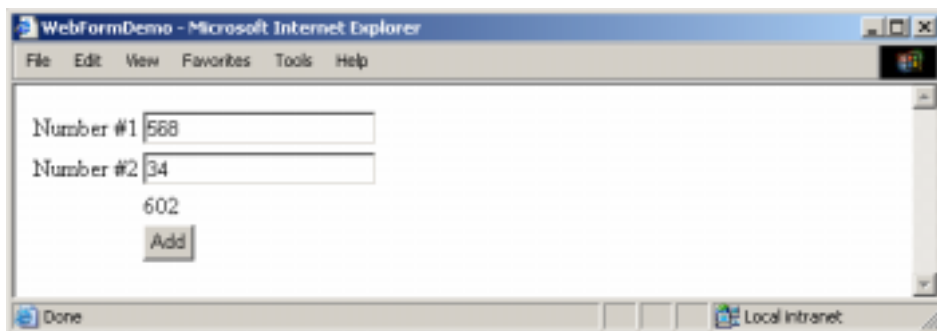 WebFormDemo - Microsoft Internet Explorer
File Edit View Favorites Tools Help
Number #1 568
Number #2 34
602
Add
Done Local intranet